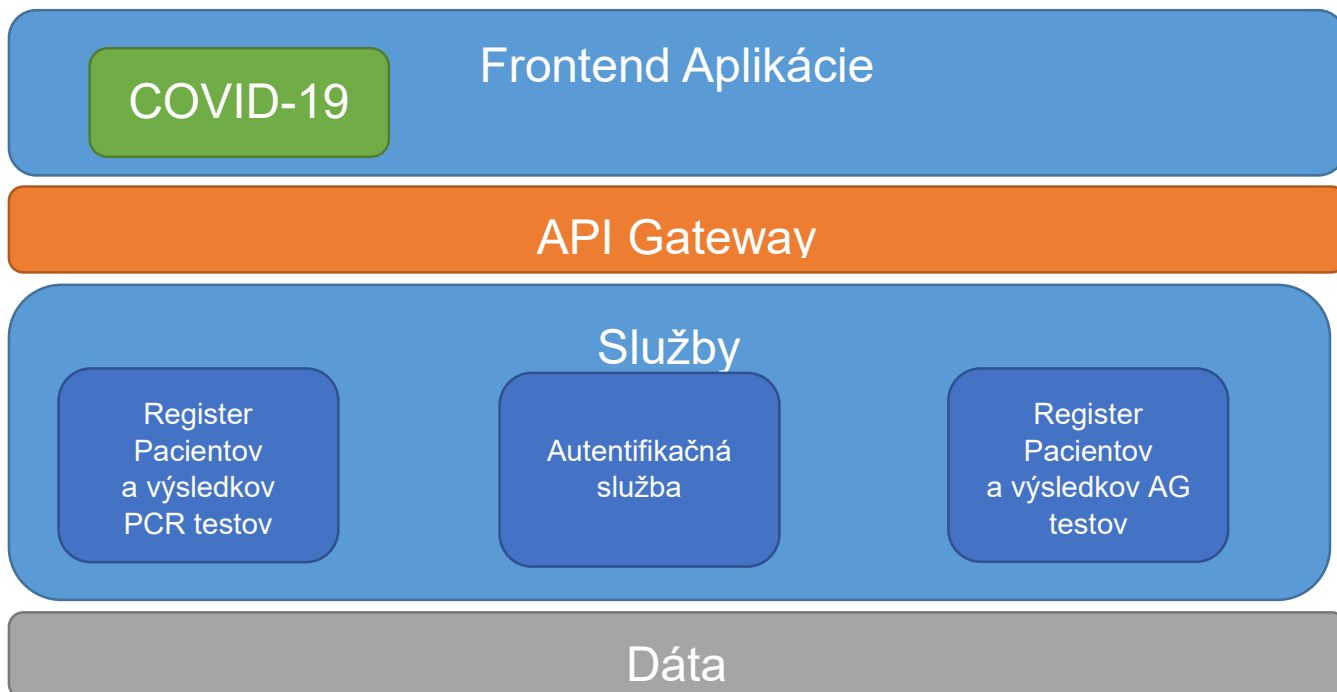 Frontend Aplikácie
COVID-19
API Gateway
Služby
Register
Pacientov
a výsledkov
PCR testov
Autentifikačná
služba
Register
Pacientov
a výsledkov AG
testov
Dáta